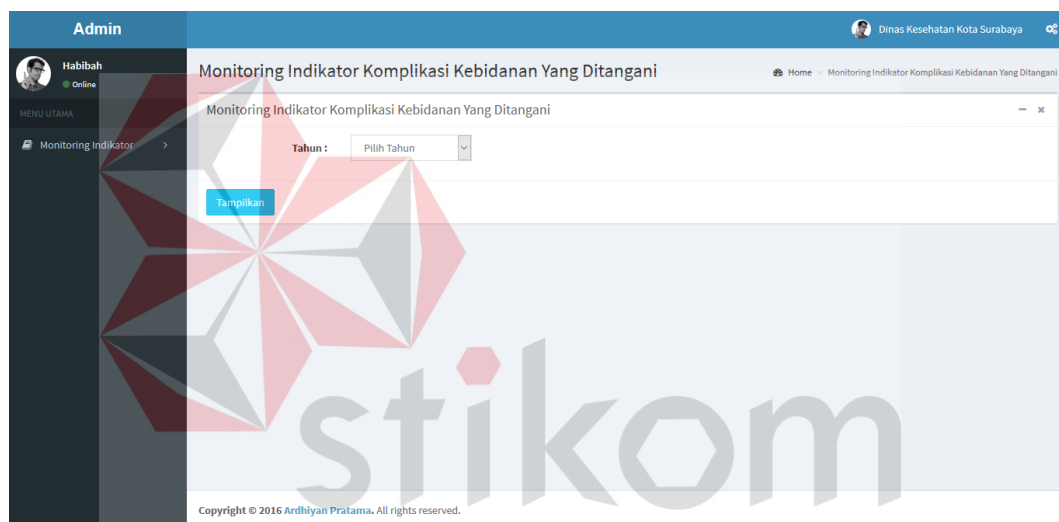 Admin
Dinas Kesehatan Kota Surabaya
Habibah
Online
MENU UTAMA
Monitoring Indikator
Monitoring Indikator Komplikasi Kebidanan Yang Ditangani
Home > Monitoring Indikator Komplikasi Kebidanan Yang Ditangani
Monitoring Indikator Komplikasi Kebidanan Yang Ditangani
Tahun :
Pilih Tahun
Tampilkan
stikom
Copyright © 2016 Ardhiyan Pratama. All rights reserved.